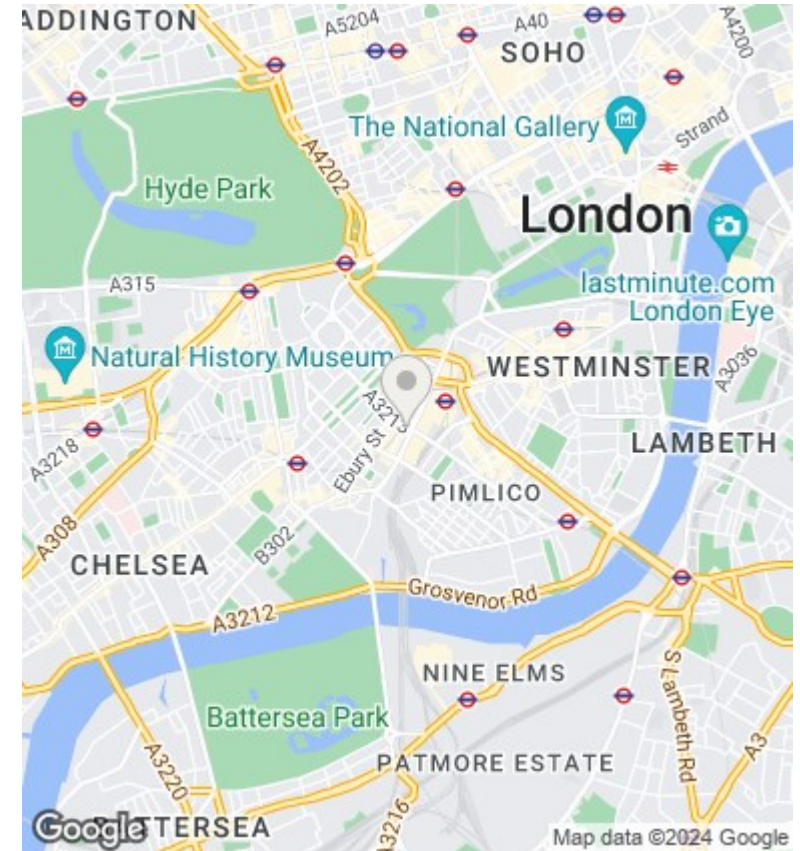 ADDINGTON
A5204
A40
SOHO
A4200
The National Gallery
Strand
A4202
Hyde Park
London
A315
lastminute.com
London Eye
Natural History Museum
WESTMINSTER
A3036
A3213
A3218
Ebury St
LAMBETH
PIMLICO
A308
B302
CHELSEA
Grosvenor Rd
A3212
NINE ELMS
S Lambeth Rd
Battersea Park
A3
A3220
PATMORE ESTATE
A3216
Google
TTERSEA
Map data ©2024 Google